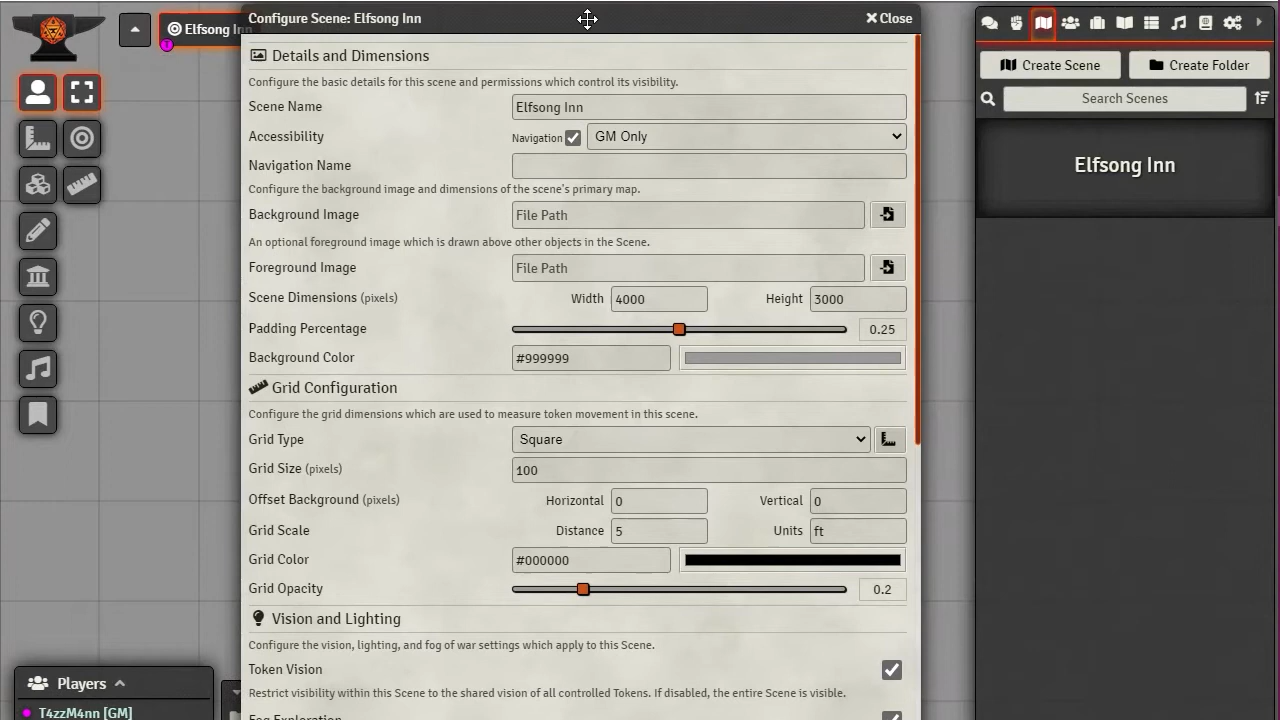 Elfsong Inn
1
Configure Scene: Elfsong Inn
Close
Details and Dimensions
Configure the basic details for this scene and permissions which control its visibility.
Scene Name Elfsong Inn
Accessibility Navigation GM Only
Navigation Name
Configure the background image and dimensions of the scene's primary map.
Background Image File Path
An optional foreground image which is drawn above other objects in the Scene.
Foreground Image File Path
Scene Dimensions (pixels) Width 4000 Height 3000
Padding Percentage 0.25
Background Color #999999
Grid Configuration
Configure the grid dimensions which are used to measure token movement in this scene.
Grid Type Square
Grid Size (pixels) 100
Offset Background (pixels) Horizontal 0 Vertical 0
Grid Scale Distance 5 Units ft
Grid Color #000000
Grid Opacity 0.2
Vision and Lighting
Configure the vision, lighting, and fog of war settings which apply to this Scene.
Token Vision
Restrict visibility within this Scene to the shared vision of all controlled Tokens. If disabled, the entire Scene is visible.
Fog Exploration
Players
T4zzM4nn [GM]
Create Scene Create Folder
Search Scenes
Elfsong Inn